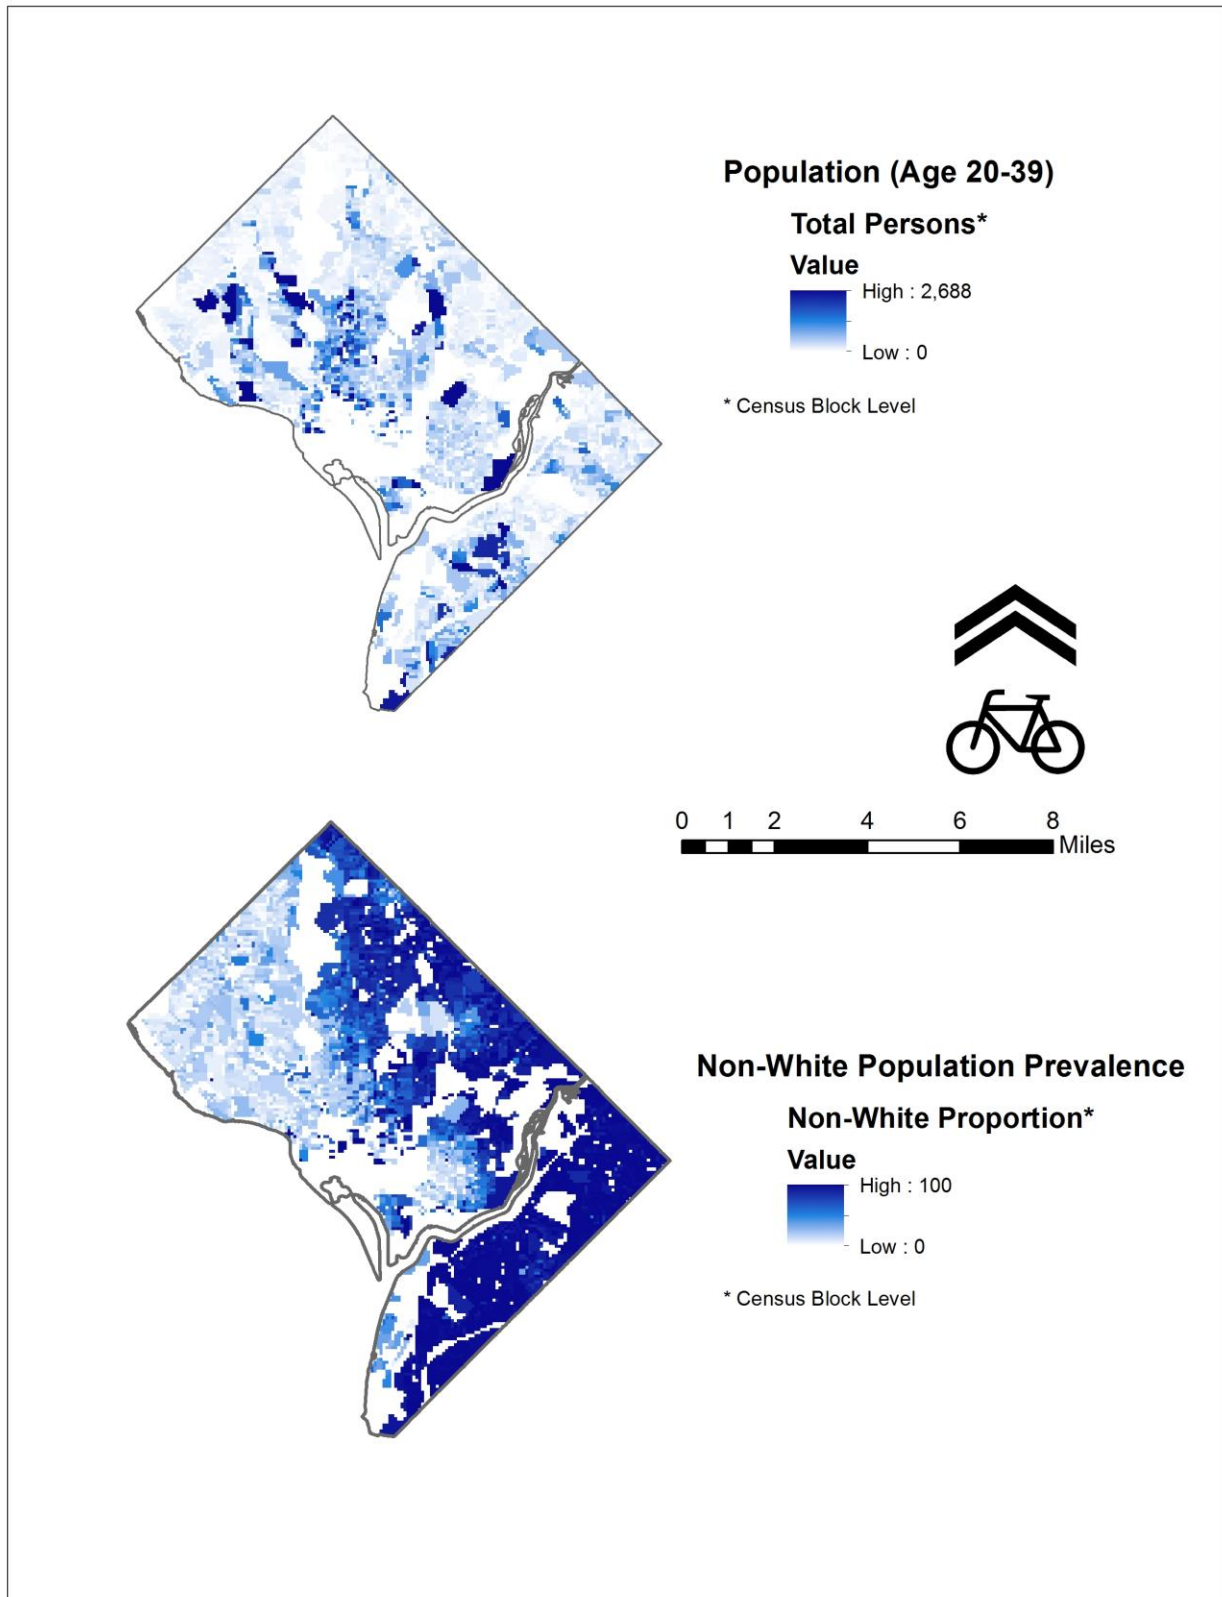 Population (Age 20-39)
Total Persons*
Value
High : 2,688
Low : 0
* Census Block Level
0 1 2 4 6 8
Miles
Non-White Population Prevalence
Non-White Proportion*
Value
High : 100
Low : 0
* Census Block Level